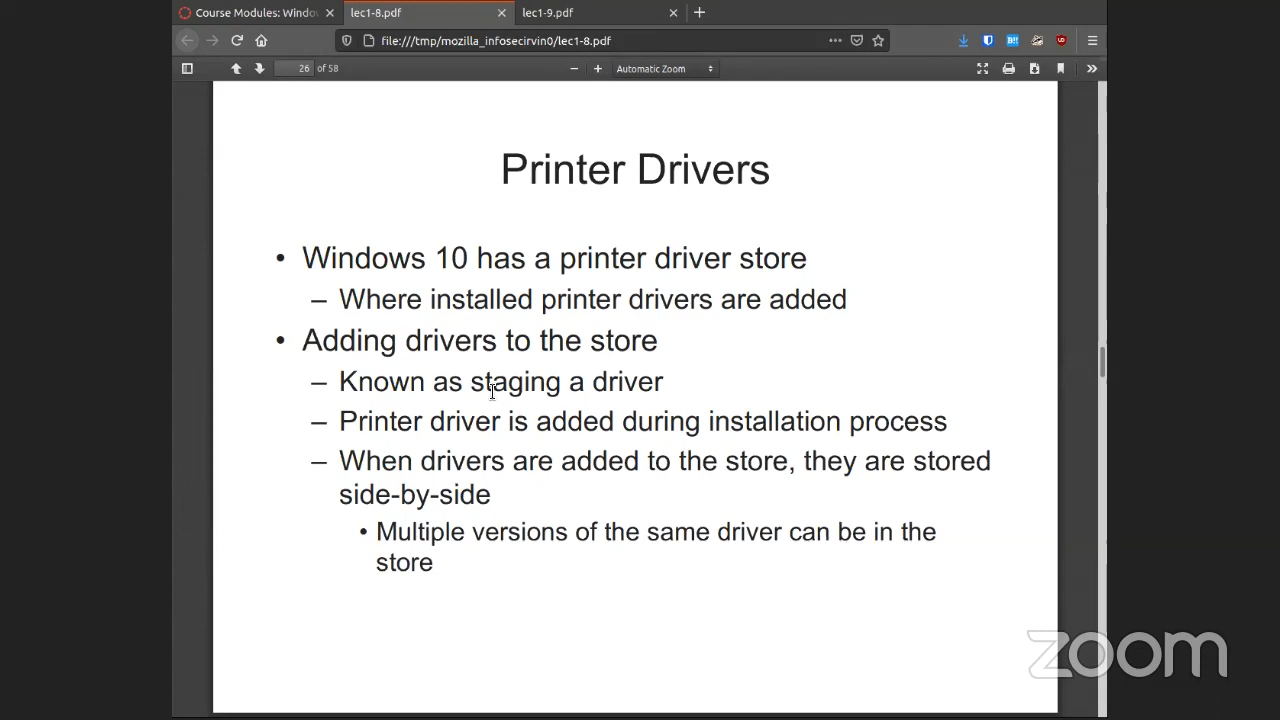 Course Modules: Windo
lec1-8.pdf
lec1-9.pdf
file:///tmp/mozilla_infosecirvin0/lec1-8.pdf
26 of 58
Automatic Zoom
Printer Drivers
• Windows 10 has a printer driver store
– Where installed printer drivers are added
• Adding drivers to the store
– Known as staging a driver
– Printer driver is added during installation process
– When drivers are added to the store, they are stored
side-by-side
• Multiple versions of the same driver can be in the
store
zoom